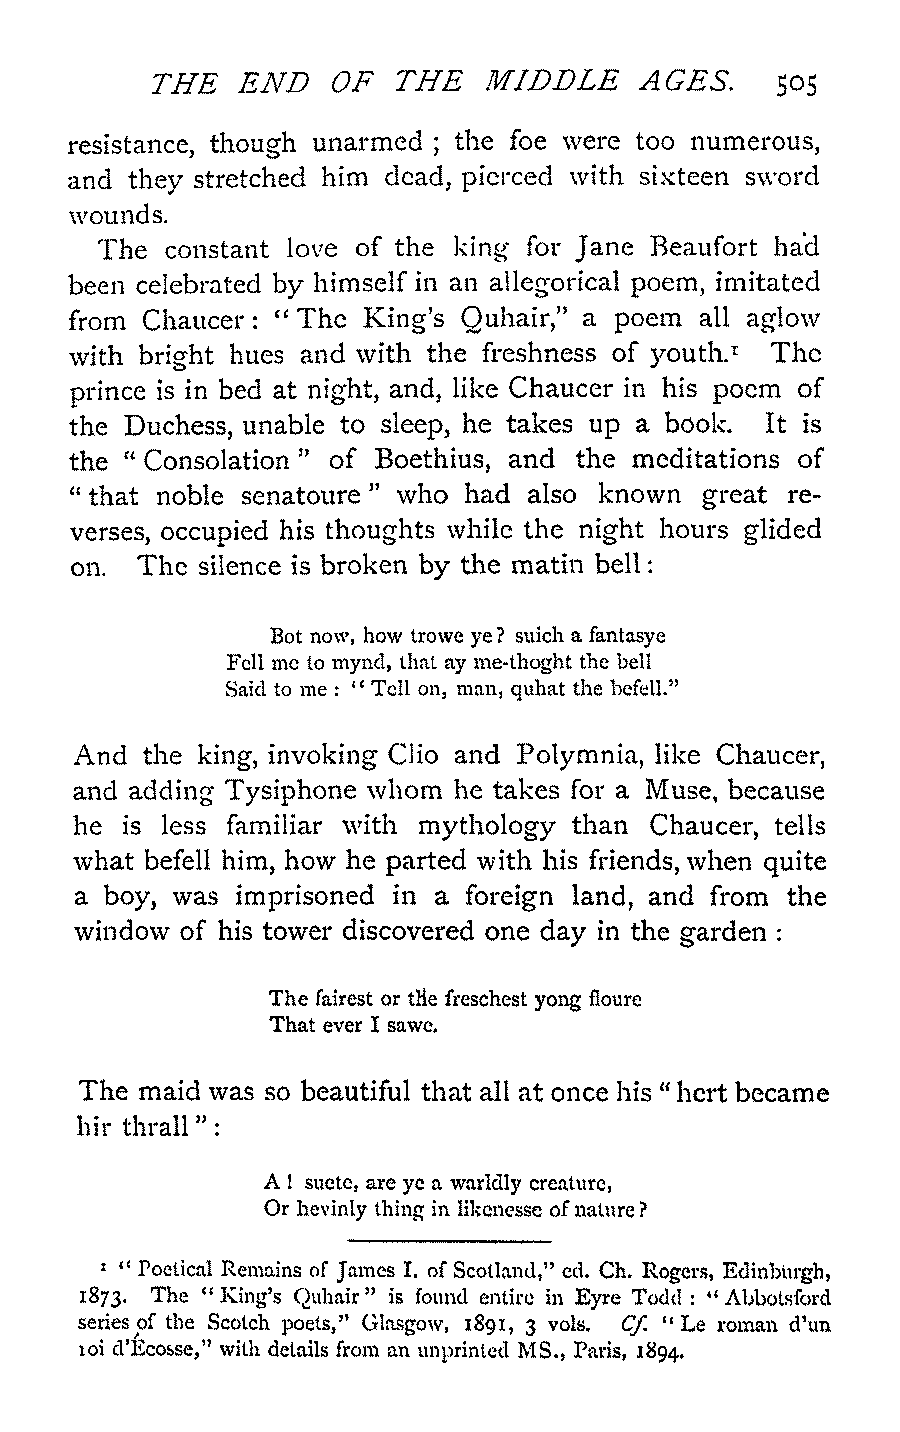 THE END OF THE MIDDLE AGES. 505
resistance, though unarmed ; the foe were too numerous,
and they stretched him dead, pierced with sixteen sword
wounds.
The constant love of the king for Jane Beaufort had
been celebrated by himself in an allegorical poem, imitated
from Chaucer : “ The King’s Quhair,” a poem all aglow
with bright hues and with the freshness of youth.¹ The
prince is in bed at night, and, like Chaucer in his poem of
the Duchess, unable to sleep, he takes up a book. It is
the “ Consolation ” of Boethius, and the meditations of
“ that noble senatoure ” who had also known great re-
verses, occupied his thoughts while the night hours glided
on. The silence is broken by the matin bell :
Bot now, how trowe ye ? suich a fantasye
Fell me to mynd, that ay me-thoght the bell
Said to me : “ Tell on, man, quhat the befell.”
And the king, invoking Clio and Polymnia, like Chaucer,
and adding Tysiphone whom he takes for a Muse, because
he is less familiar with mythology than Chaucer, tells
what befell him, how he parted with his friends, when quite
a boy, was imprisoned in a foreign land, and from the
window of his tower discovered one day in the garden :
The fairest or the freschest yong floure
That ever I sawe.
The maid was so beautiful that all at once his “ hert became
hir thrall ” :
A ! suete, are ye a warldly creature,
Or hevinly thing in likenesse of nature ?
¹ “ Poetical Remains of James I. of Scotland,” ed. Ch. Rogers, Edinburgh,
1873. The “ King’s Quhair ” is found entire in Eyre Todd : “ Abbotsford
series of the Scotch poets,” Glasgow, 1891, 3 vols. Cf. “ Le roman d’un
roi d’Écosse,” with details from an unprinted MS., Paris, 1894.